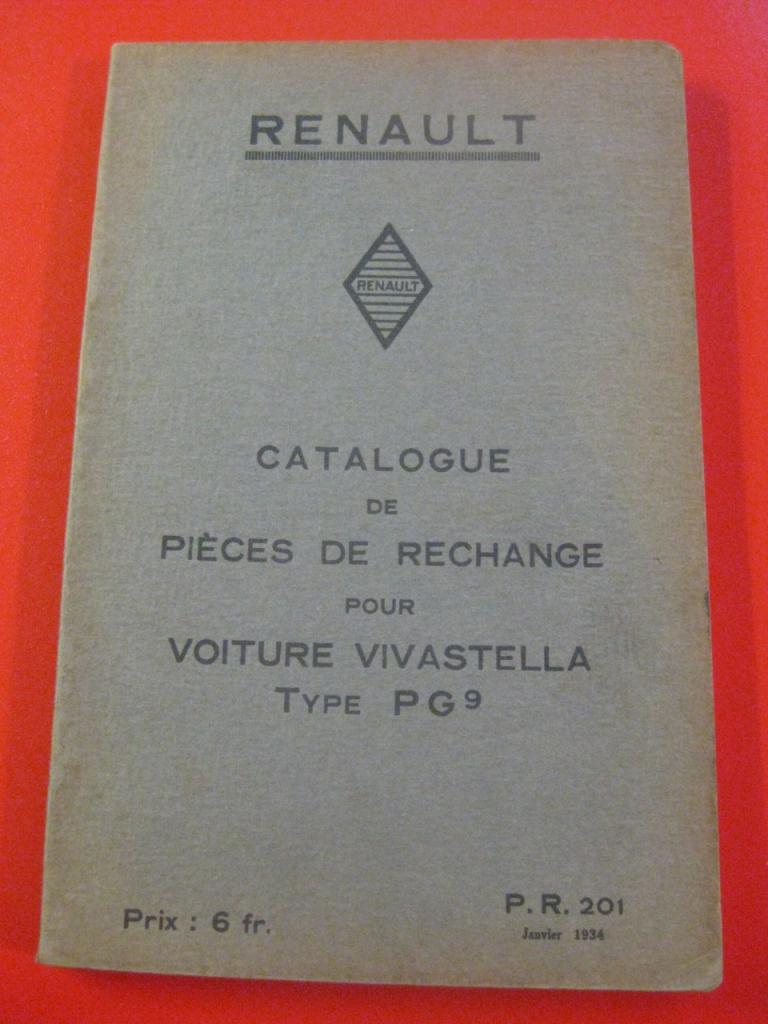 RENAULT
RENAULT
CATALOGUE
DE
PIÈCES DE RECHANGE
POUR
VOITURE VIVASTELLA
TYPE PG9
Prix : 6 fr.
P. R. 201
Janvier 1934